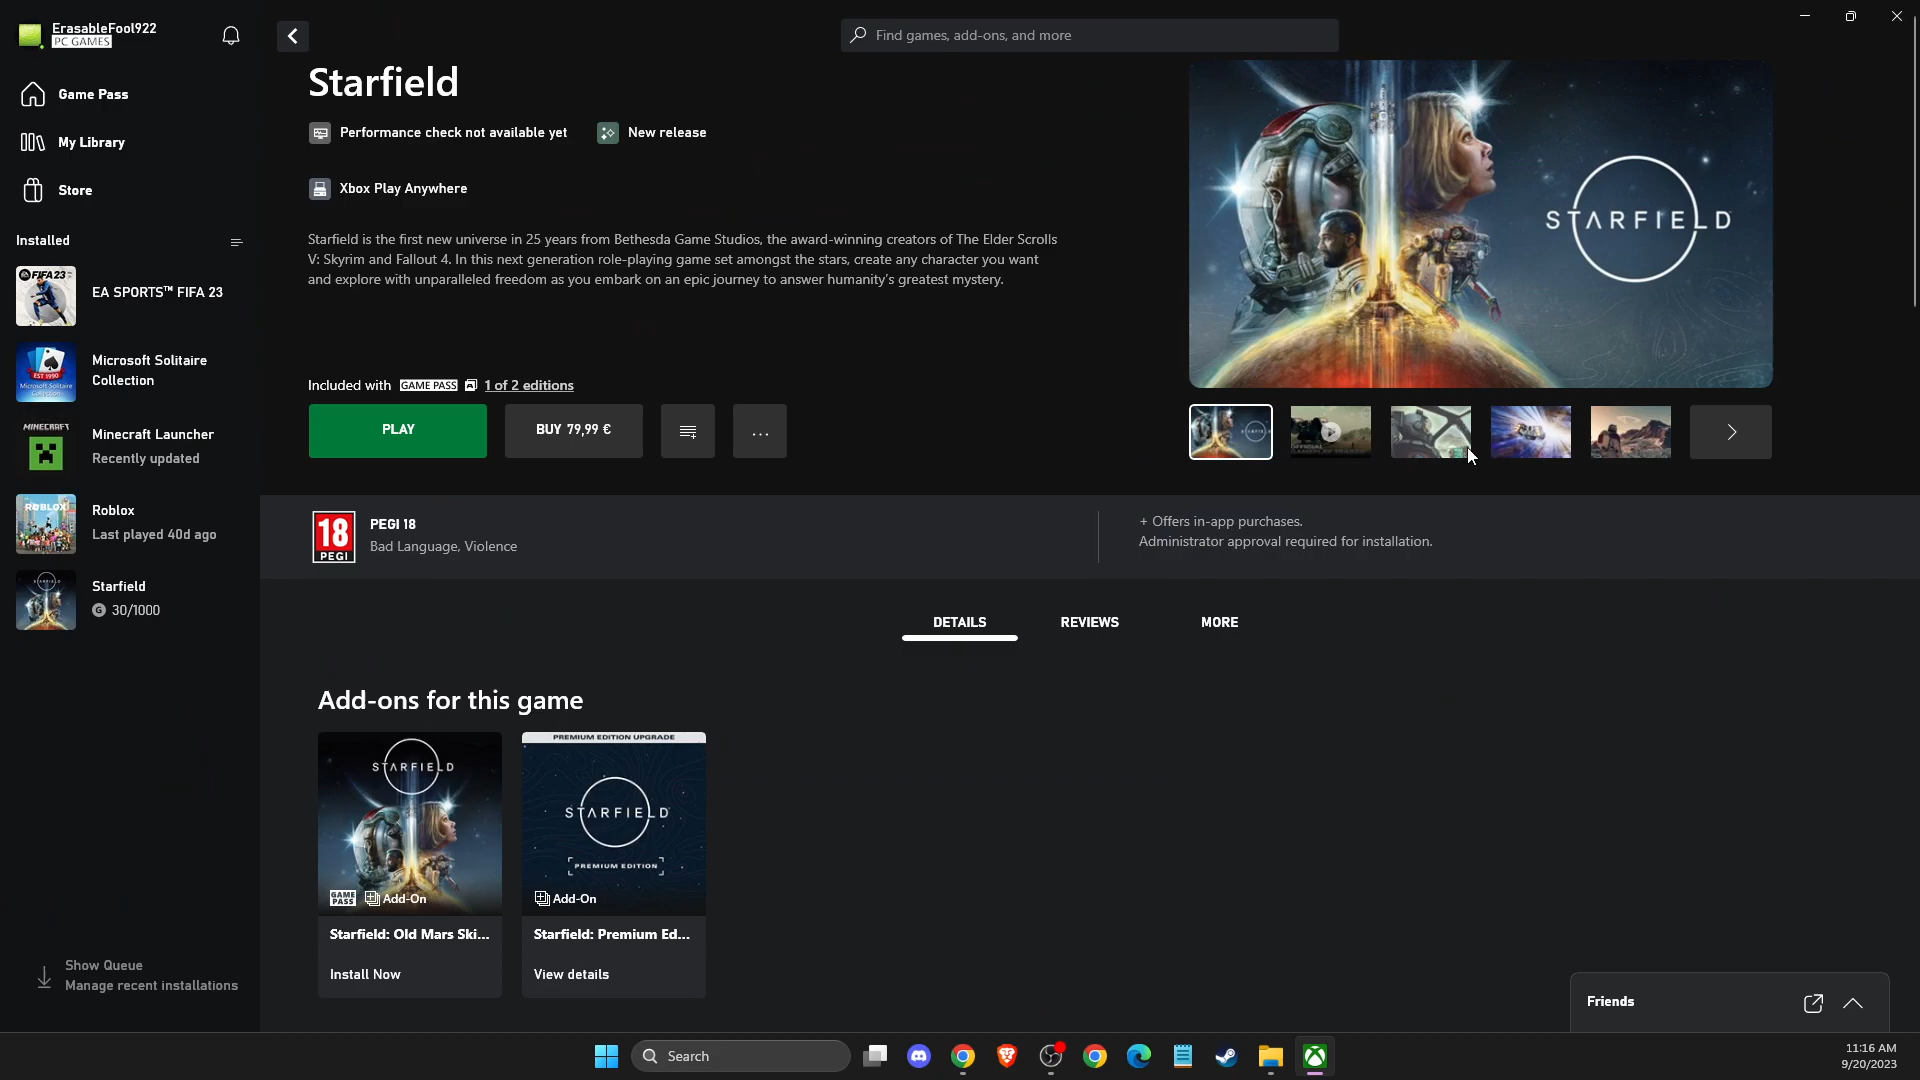 ErasableFool922
PC GAMES
Find games, add-ons, and more
Game Pass
My Library
Store
Installed
FIFA 23
EA SPORTS™ FIFA 23
Microsoft Solitaire
Collection
MINECRAFT
Minecraft Launcher
Recently updated
ROBLOX
Roblox
Last played 40d ago
STARFIELD
Starfield
G 30/1000
Show Queue
Manage recent installations
Starfield
Performance check not available yet
New release
Xbox Play Anywhere
Starfield is the first new universe in 25 years from Bethesda Game Studios, the award-winning creators of The Elder Scrolls
V: Skyrim and Fallout 4. In this next generation role-playing game set amongst the stars, create any character you want
and explore with unparalleled freedom as you embark on an epic journey to answer humanity's greatest mystery.
Included with GAME PASS 1 of 2 editions
PLAY
BUY 79,99 €
...
STARFIELD
18
PEGI
PEGI 18
Bad Language, Violence
+ Offers in-app purchases.
Administrator approval required for installation.
DETAILS
REVIEWS
MORE
Add-ons for this game
STARFIELD
GAME PASS
Add-On
Starfield: Old Mars Ski...
Install Now
PREMIUM EDITION UPGRADE
STARFIELD
PREMIUM EDITION
Add-On
Starfield: Premium Ed...
View details
Friends
Search
11:16 AM
9/20/2023